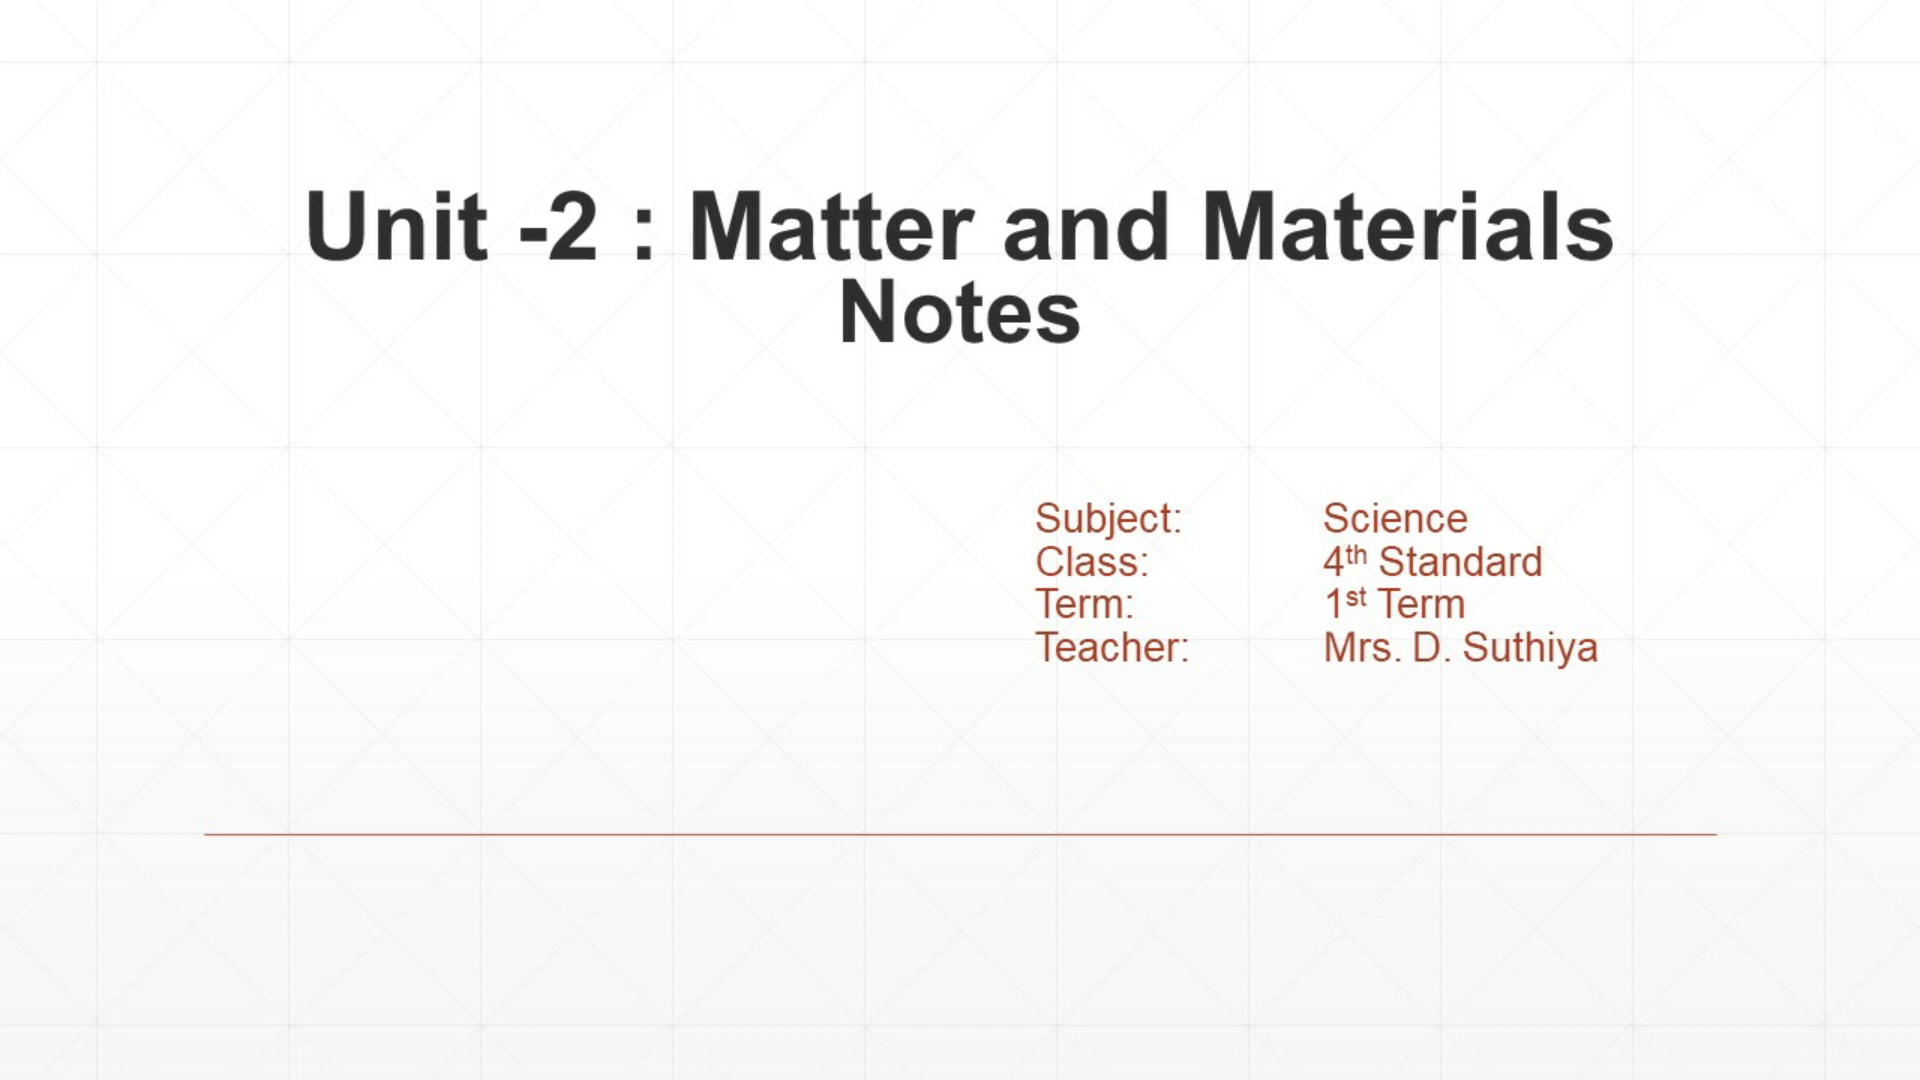 Unit -2 : Matter and Materials
Notes
Subject: Science
Class: 4th Standard
Term: 1st Term
Teacher: Mrs. D. Suthiya